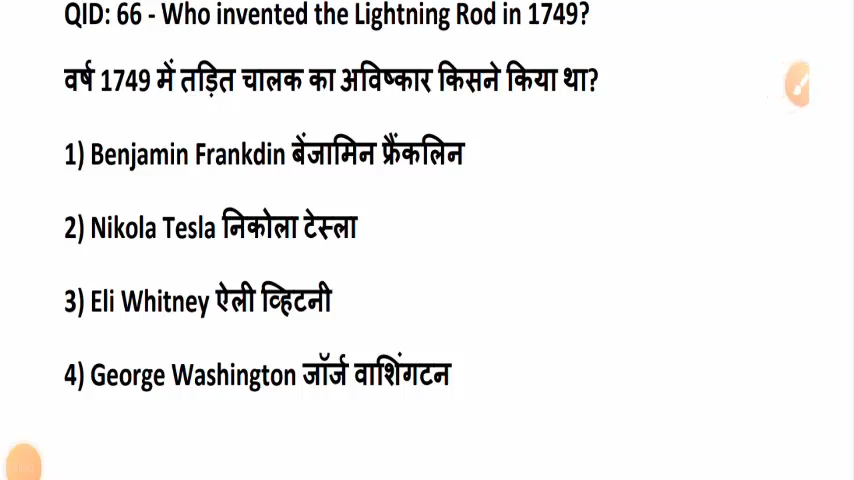 QID: 66 - Who invented the Lightning Rod in 1749?
वर्ष 1749 में तड़ित चालक का अविष्कार किसने किया था?
1) Benjamin Frankdin बेंजामिन फ्रैंकलिन
2) Nikola Tesla निकोला टेस्ला
3) Eli Whitney ऐली व्हिटनी
4) George Washington जॉर्ज वाशिंगटन